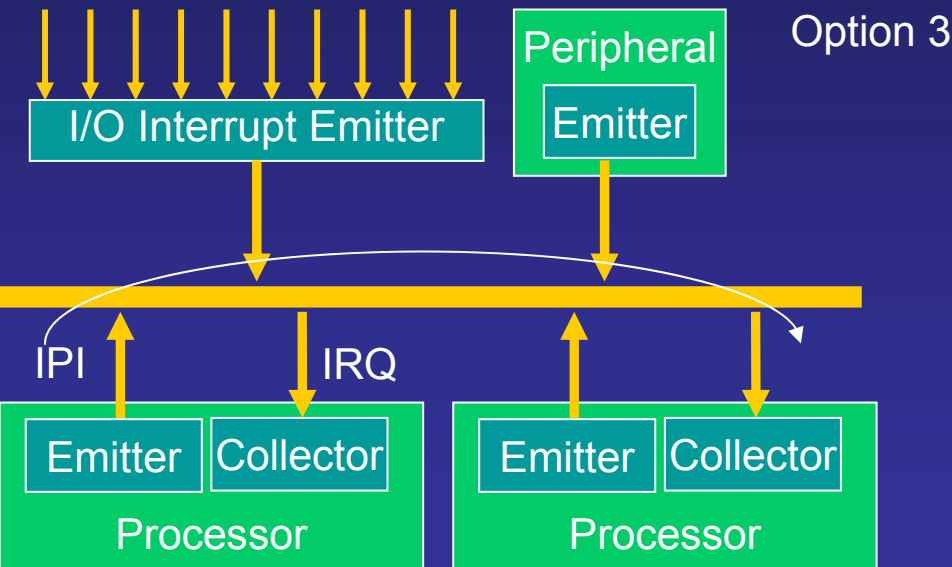 Option 3
Peripheral
I/O Interrupt Emitter
Emitter
IPI
IRQ
Emitter
Collector
Processor
Emitter
Collector
Processor